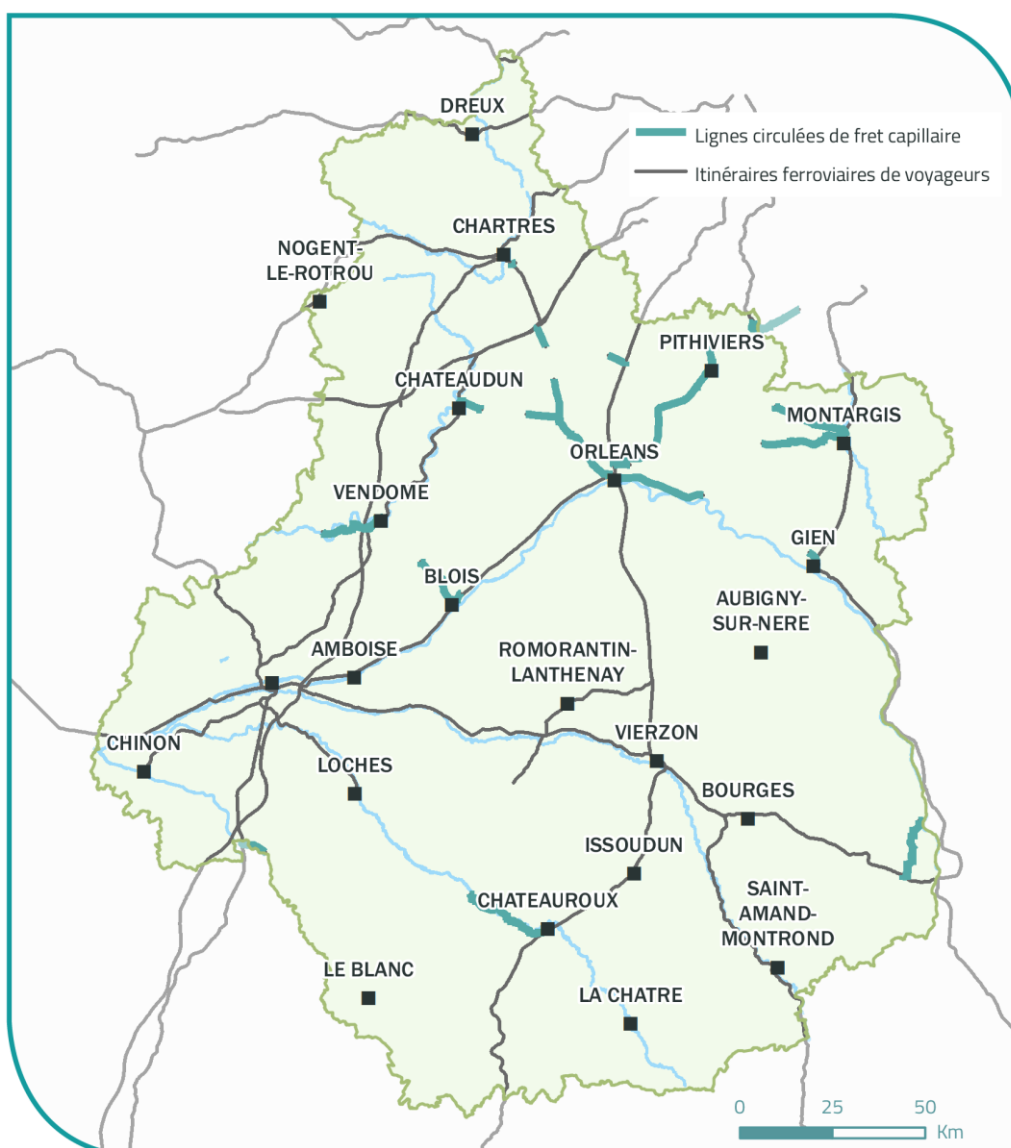 DREUX
Lignes circulées de fret capillaire
Itinéraires ferroviaires de voyageurs
CHARTRES
NOGENT-
LE-ROTROU
PITHIVIERS
CHATEAUDUN
MONTARGIS
ORLEANS
VENDOME
GIEN
BLOIS
AUBIGNY-
SUR-NERE
AMBOISE
ROMORANTIN-
LANTHENAY
VIERZON
CHINON
LOCHES
BOURGES
ISSOUDUN
CHATEAUROUX
SAINT-
AMAND-
MONTROND
LE BLANC
LA CHATRE
0 25 50
Km